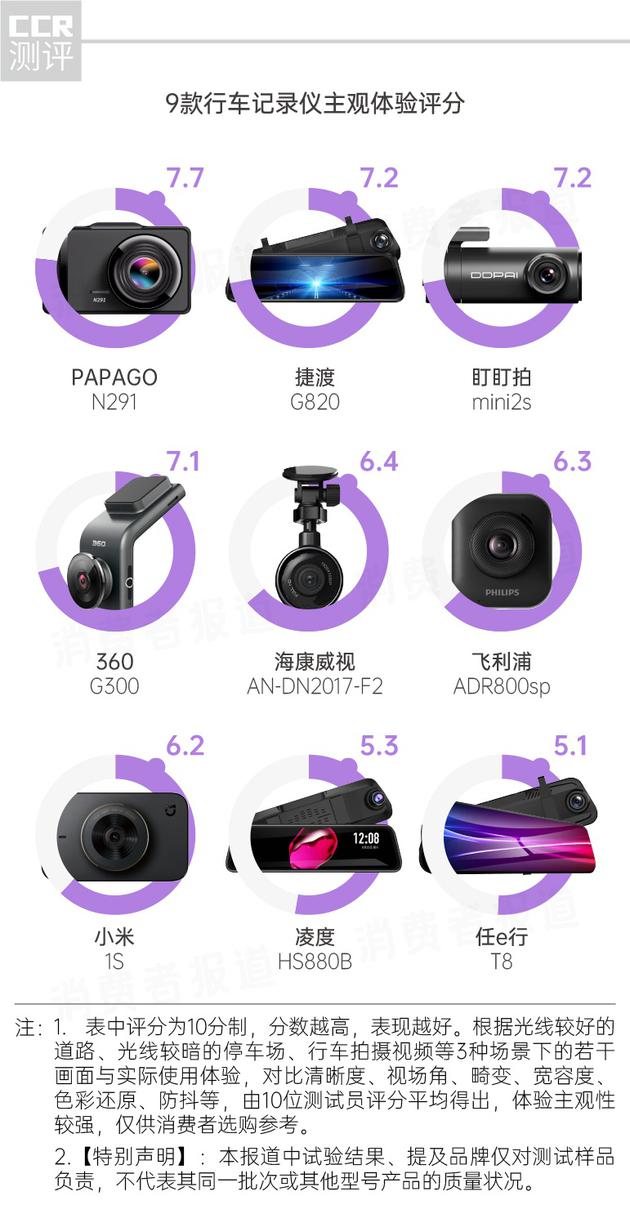 CCR
测评
9款行车记录仪主观体验评分
7.7
7.2
7.2
N291
DDPAI
PAPAGO
N291
捷渡
G820
盯盯拍
mini2s
7.1
6.4
6.3
360
PHILIPS
360
G300
海康威视
AN-DN2017-F2
飞利浦
ADR800sp
6.2
5.3
5.1
12:08
小米
1S
凌度
HS880B
任e行
T8
消费者报道
注：1. 表中评分为10分制，分数越高，表现越好。根据光线较好的
道路、光线较暗的停车场、行车拍摄视频等3种场景下的若干
画面与实际使用体验，对比清晰度、视场角、畸变、宽容度、
色彩还原、防抖等，由10位测试员评分平均得出，体验主观性
较强，仅供消费者选购参考。
2.【特别声明】：本报道中试验结果、提及品牌仅对测试样品
负责，不代表其同一批次或其他型号产品的质量状况。